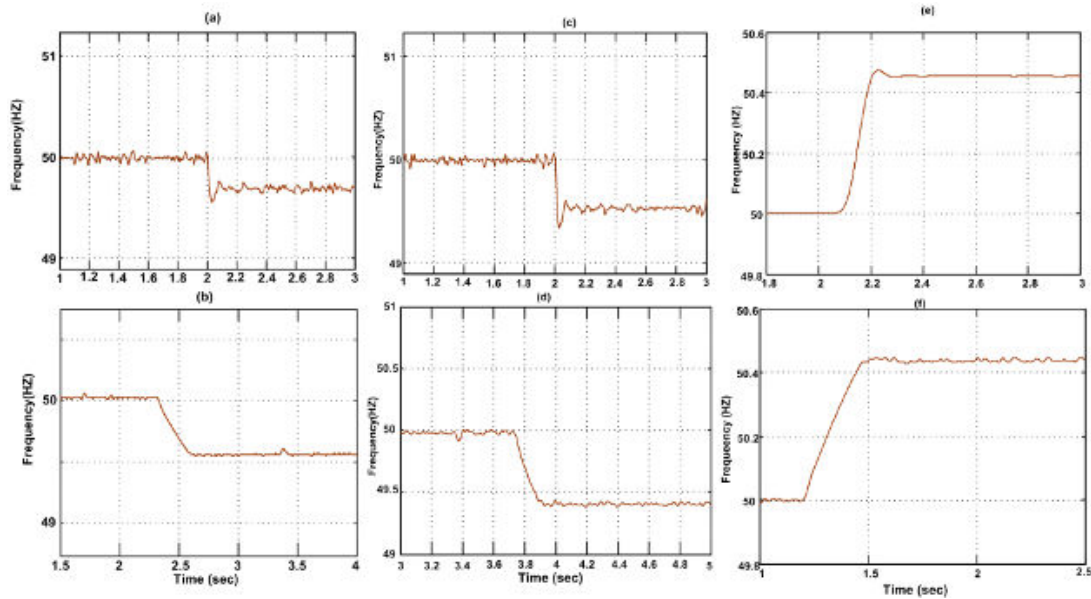 (a)
Frequency(HZ)
51
50
49
1 1.2 1.4 1.6 1.8 2 2.2 2.4 2.6 2.8 3
(c)
Frequency(HZ)
51
50
49
1 1.2 1.4 1.6 1.8 2 2.2 2.4 2.6 2.8 3
(e)
Frequeency (HZ)
50.6
50.4
50.2
50
49.8
1.8 2 2.2 2.4 2.6 2.8 3
(b)
Frequency(HZ)
50
49
1.5 2 2.5 3 3.5 4
Time (sec)
(d)
Frequency(HZ)
51
50.5
50
49.5
49
3 3.2 3.4 3.6 3.8 4 4.2 4.4 4.6 4.8 5
Time (sec)
(f)
Frequeency (HZ)
50.6
50.4
50.2
50
49.8
1 1.5 2 2.5
Time (sec)